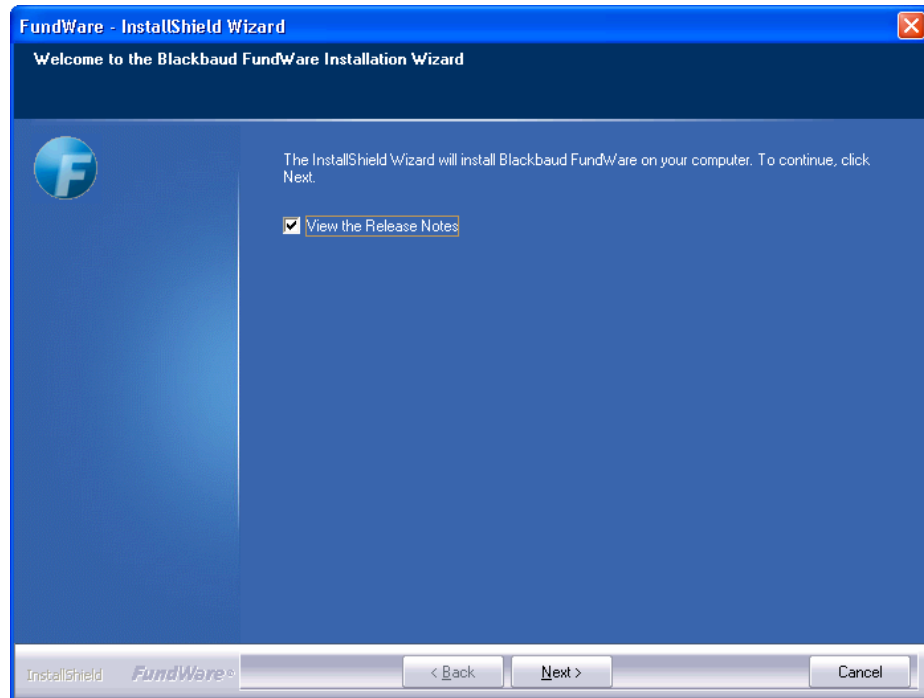 FundWare - InstallShield Wizard
Welcome to the Blackbaud FundWare Installation Wizard
F
The InstallShield Wizard will install Blackbaud FundWare on your computer. To continue, click
Next.
View the Release Notes
InstallShield FundWare®
< Back
Next >
Cancel